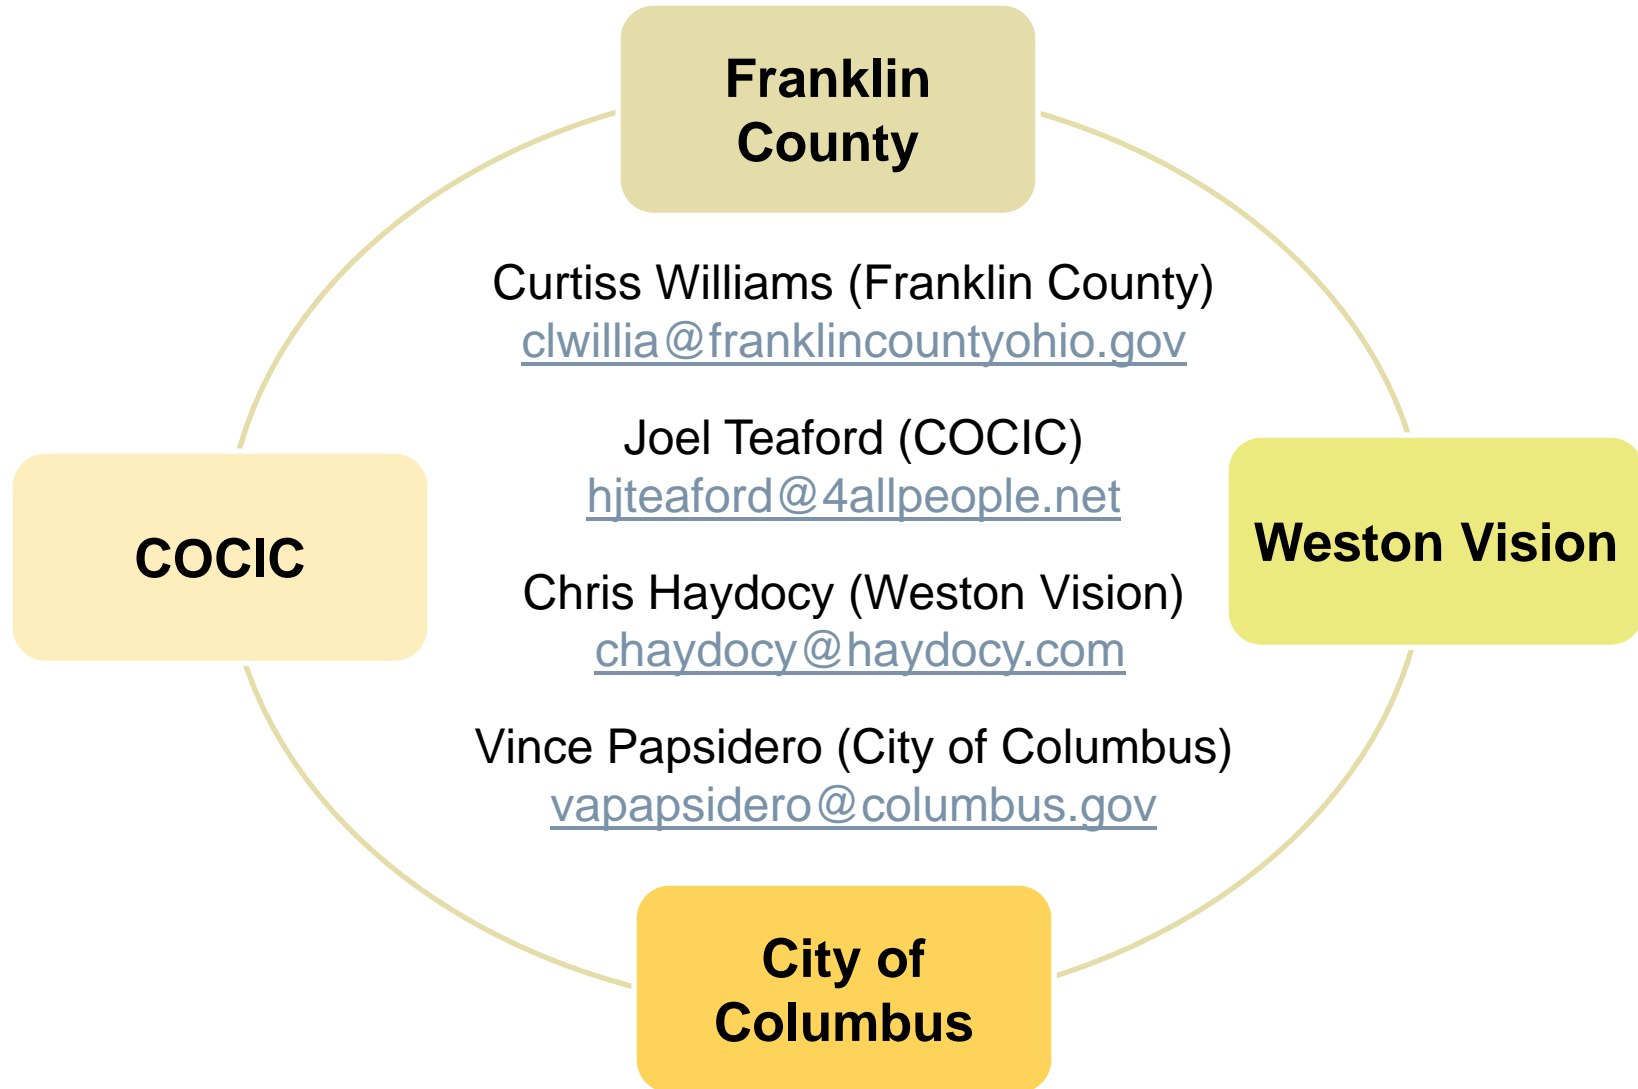 Franklin
County
Curtiss Williams (Franklin County)
clwillia@franklincountyohio.gov
Joel Teaford (COCIC)
hjteaford@4allpeople.net
COCIC
Weston Vision
Chris Haydocy (Weston Vision)
chaydocy@haydocy.com
Vince Papsidero (City of Columbus)
vapapsidero@columbus.gov
City of
Columbus